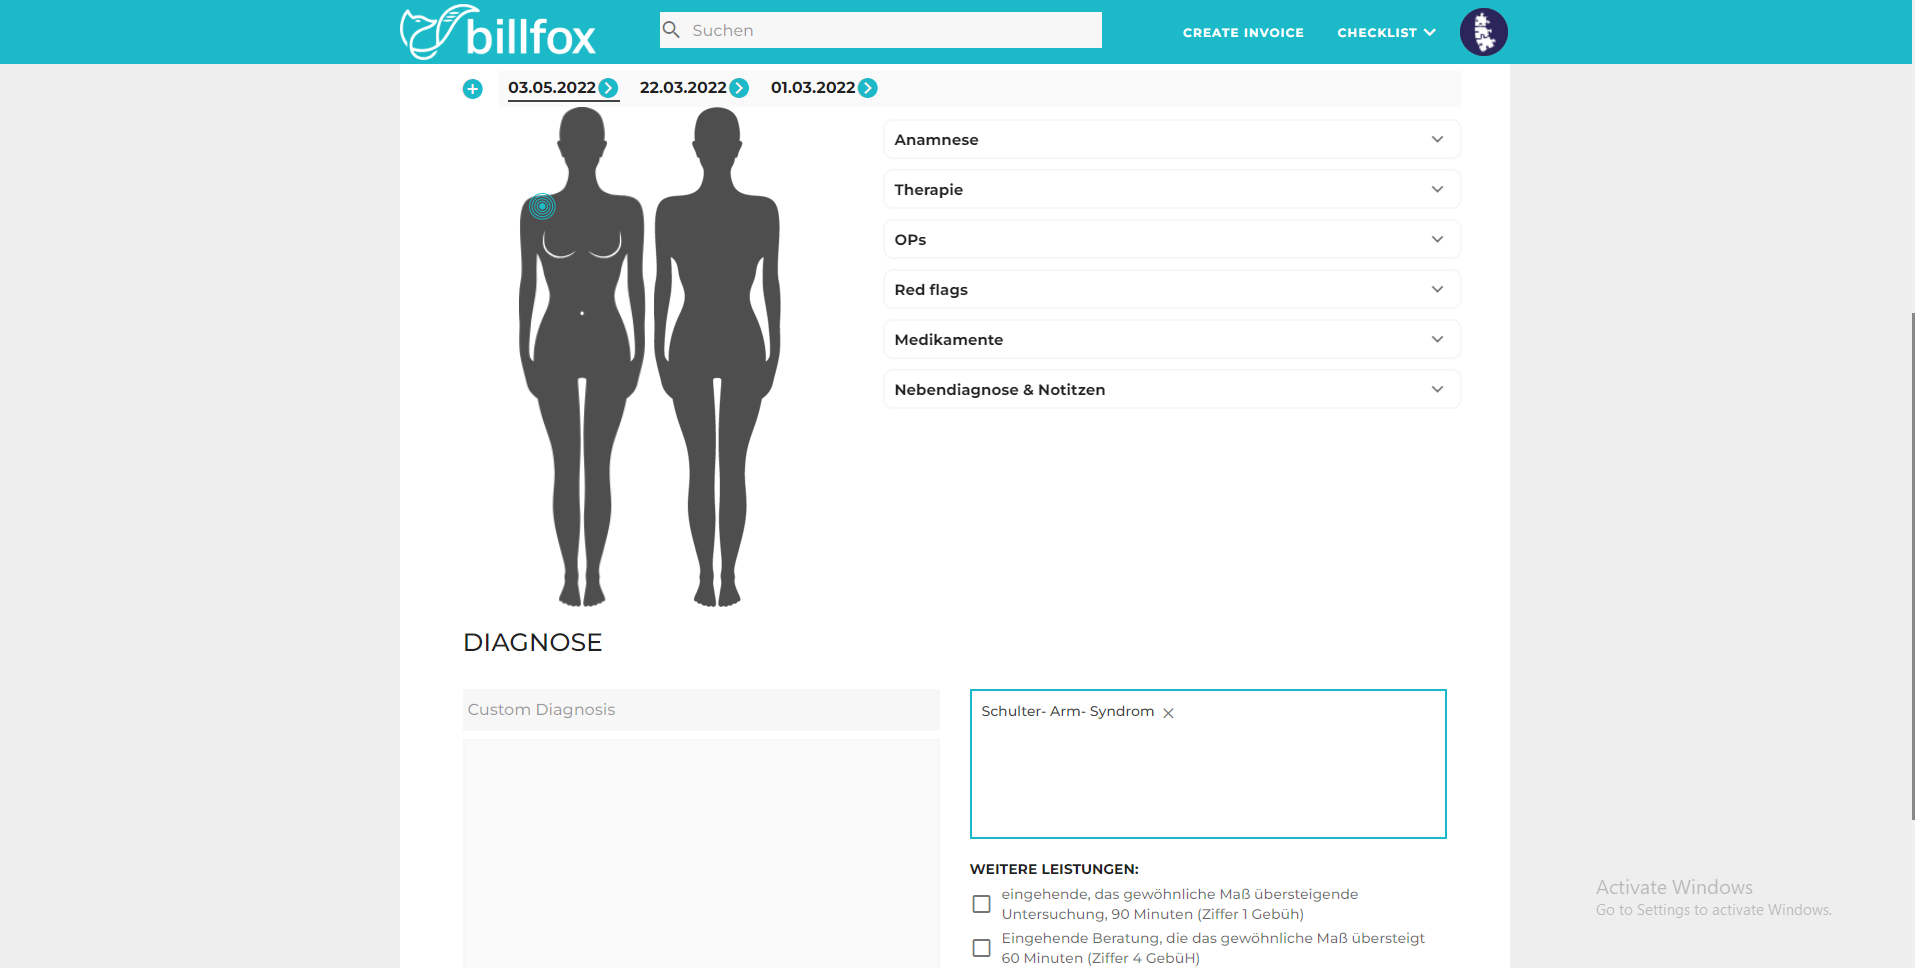 billfox
Suchen
CREATE INVOICE
CHECKLIST
03.05.2022
22.03.2022
01.03.2022
Anamnese
Therapie
OPs
Red flags
Medikamente
Nebendiagnose & Notitzen
DIAGNOSE
Custom Diagnosis
Schulter- Arm- Syndrom
WEITERE LEISTUNGEN:
eingehende, das gewöhnliche Maß übersteigende
Untersuchung, 90 Minuten (Ziffer 1 Gebüh)
Eingehende Beratung, die das gewöhnliche Maß übersteigt
60 Minuten (Ziffer 4 GebüH)
Activate Windows
Go to Settings to activate Windows.